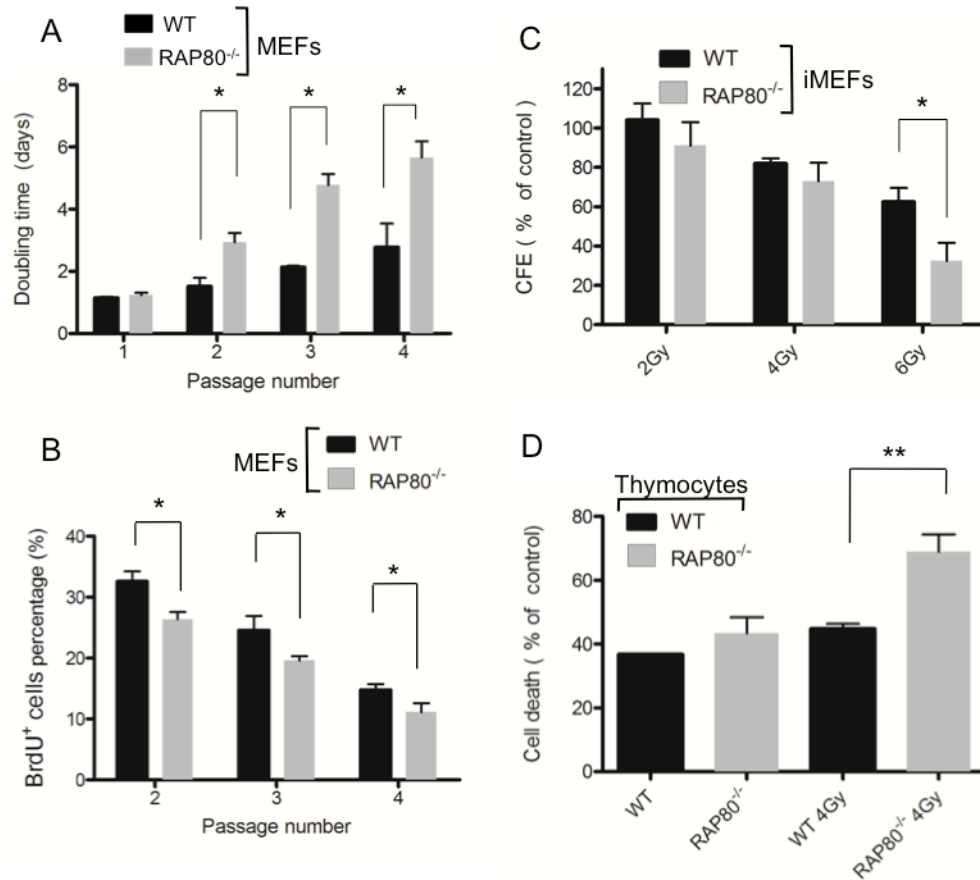 A
WT
RAP80-/-
MEFs
Doubling time (days)
8
6
4
2
0
*
*
*
1 2 3 4
Passage number
B
MEFs
WT
RAP80-/-
BrdU+ cells percentage (%)
40
30
20
10
0
*
*
*
2 3 4
Passage number
C
WT
RAP80-/-
iMEFs
CFE ( % of control)
120
100
80
60
40
20
0
*
2Gy 4Gy 6Gy
D
Thymocytes
WT
RAP80-/-
Cell death ( % of control)
80
60
40
20
0
**
WT RAP80-/- WT 4Gy RAP80-/- 4Gy